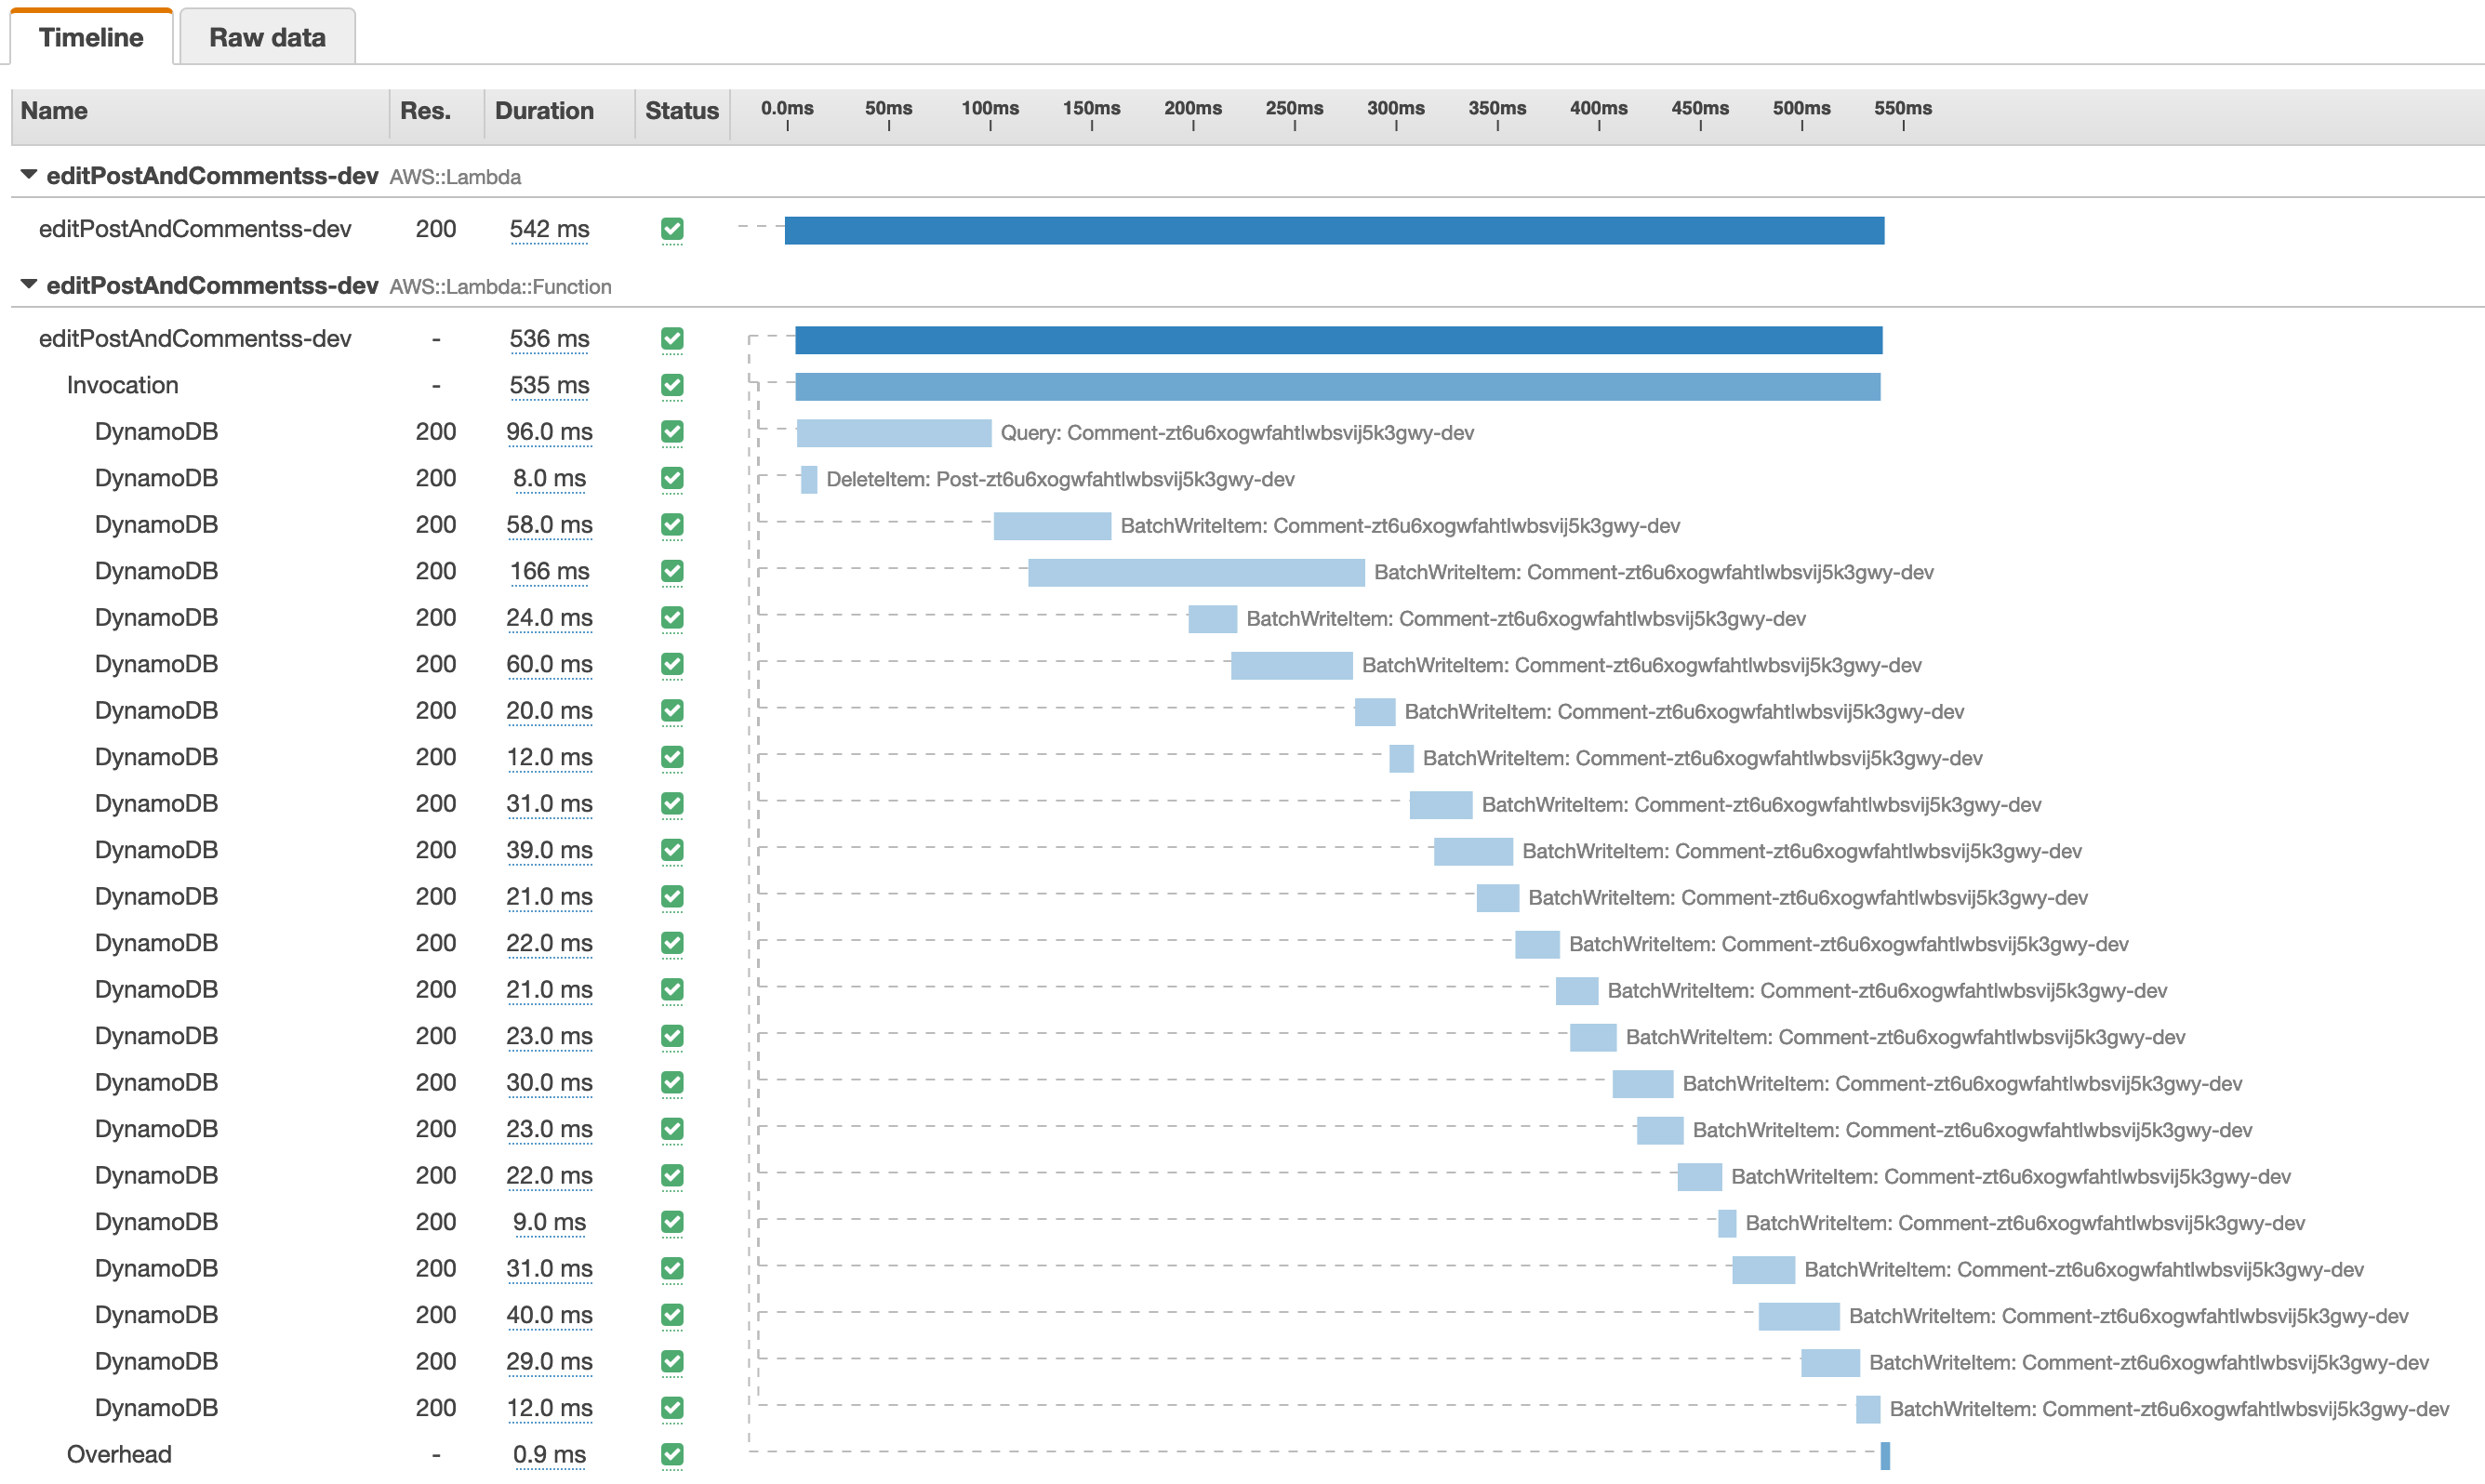 Timeline Raw data
Name Res. Duration Status 0.0ms 50ms 100ms 150ms 200ms 250ms 300ms 350ms 400ms 450ms 500ms 550ms
editPostAndCommentss-dev AWS::Lambda
editPostAndCommentss-dev 200 542 ms
editPostAndCommentss-dev AWS::Lambda::Function
editPostAndCommentss-dev - 536 ms
Invocation - 535 ms
DynamoDB 200 96.0 ms Query: Comment-zt6u6xogwfahtlwbsvij5k3gwy-dev
DynamoDB 200 8.0 ms DeleteItem: Post-zt6u6xogwfahtlwbsvij5k3gwy-dev
DynamoDB 200 58.0 ms BatchWriteItem: Comment-zt6u6xogwfahtlwbsvij5k3gwy-dev
DynamoDB 200 166 ms BatchWriteItem: Comment-zt6u6xogwfahtlwbsvij5k3gwy-dev
DynamoDB 200 24.0 ms BatchWriteItem: Comment-zt6u6xogwfahtlwbsvij5k3gwy-dev
DynamoDB 200 60.0 ms BatchWriteItem: Comment-zt6u6xogwfahtlwbsvij5k3gwy-dev
DynamoDB 200 20.0 ms BatchWriteItem: Comment-zt6u6xogwfahtlwbsvij5k3gwy-dev
DynamoDB 200 12.0 ms BatchWriteItem: Comment-zt6u6xogwfahtlwbsvij5k3gwy-dev
DynamoDB 200 31.0 ms BatchWriteItem: Comment-zt6u6xogwfahtlwbsvij5k3gwy-dev
DynamoDB 200 39.0 ms BatchWriteItem: Comment-zt6u6xogwfahtlwbsvij5k3gwy-dev
DynamoDB 200 21.0 ms BatchWriteItem: Comment-zt6u6xogwfahtlwbsvij5k3gwy-dev
DynamoDB 200 22.0 ms BatchWriteItem: Comment-zt6u6xogwfahtlwbsvij5k3gwy-dev
DynamoDB 200 21.0 ms BatchWriteItem: Comment-zt6u6xogwfahtlwbsvij5k3gwy-dev
DynamoDB 200 23.0 ms BatchWriteItem: Comment-zt6u6xogwfahtlwbsvij5k3gwy-dev
DynamoDB 200 30.0 ms BatchWriteItem: Comment-zt6u6xogwfahtlwbsvij5k3gwy-dev
DynamoDB 200 23.0 ms BatchWriteItem: Comment-zt6u6xogwfahtlwbsvij5k3gwy-dev
DynamoDB 200 22.0 ms BatchWriteItem: Comment-zt6u6xogwfahtlwbsvij5k3gwy-dev
DynamoDB 200 9.0 ms BatchWriteItem: Comment-zt6u6xogwfahtlwbsvij5k3gwy-dev
DynamoDB 200 31.0 ms BatchWriteItem: Comment-zt6u6xogwfahtlwbsvij5k3gwy-dev
DynamoDB 200 40.0 ms BatchWriteItem: Comment-zt6u6xogwfahtlwbsvij5k3gwy-dev
DynamoDB 200 29.0 ms BatchWriteItem: Comment-zt6u6xogwfahtlwbsvij5k3gwy-dev
DynamoDB 200 12.0 ms BatchWriteItem: Comment-zt6u6xogwfahtlwbsvij5k3gwy-dev
Overhead - 0.9 ms